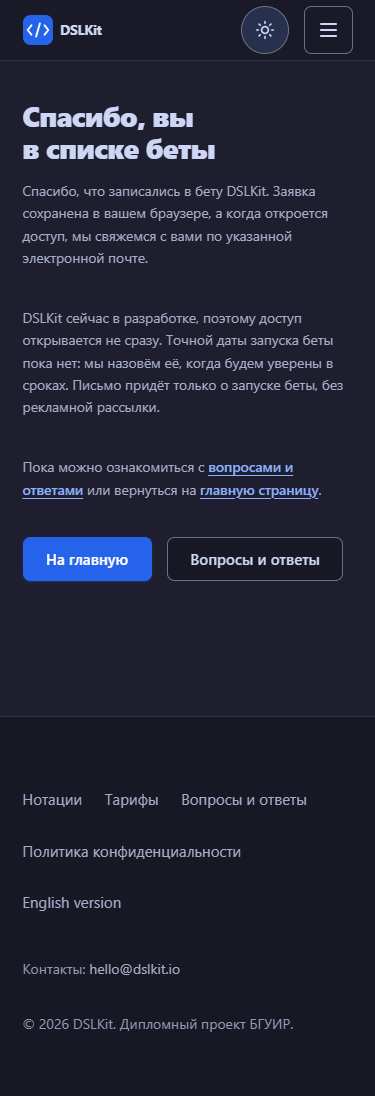 DSLKit
Спасибо, вы
в списке беты
Спасибо, что записались в бету DSLKit. Заявка
сохранена в вашем браузере, а когда откроется
доступ, мы свяжемся с вами по указанной
электронной почте.
DSLKit сейчас в разработке, поэтому доступ
открывается не сразу. Точной даты запуска беты
пока нет: мы назовём её, когда будем уверены в
сроках. Письмо придёт только о запуске беты, без
рекламной рассылки.
Пока можно ознакомиться с вопросами и
ответами или вернуться на главную страницу.
На главную
Вопросы и ответы
Нотации Тарифы Вопросы и ответы
Политика конфиденциальности
English version
Контакты: hello@dslkit.io
© 2026 DSLKit. Дипломный проект БГУИР.